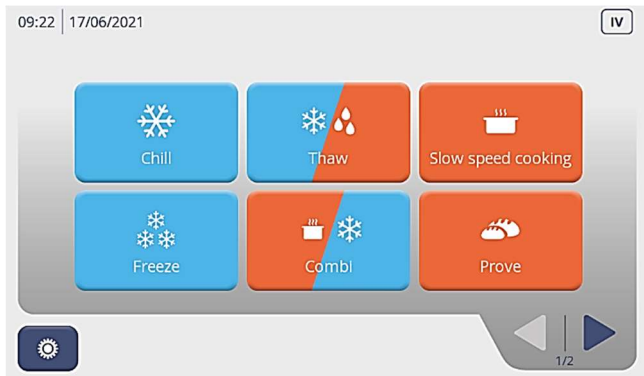 09:22 17/06/2021 IV
Chill Thaw Slow speed cooking
Freeze Combi Prove
1/2